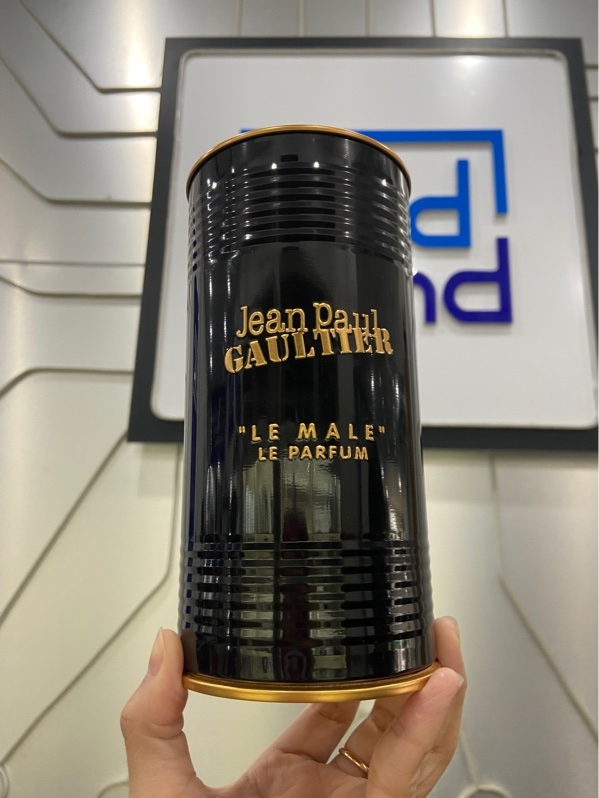 Jean Paul
GAULTIER
"LE MALE"
LE PARFUM